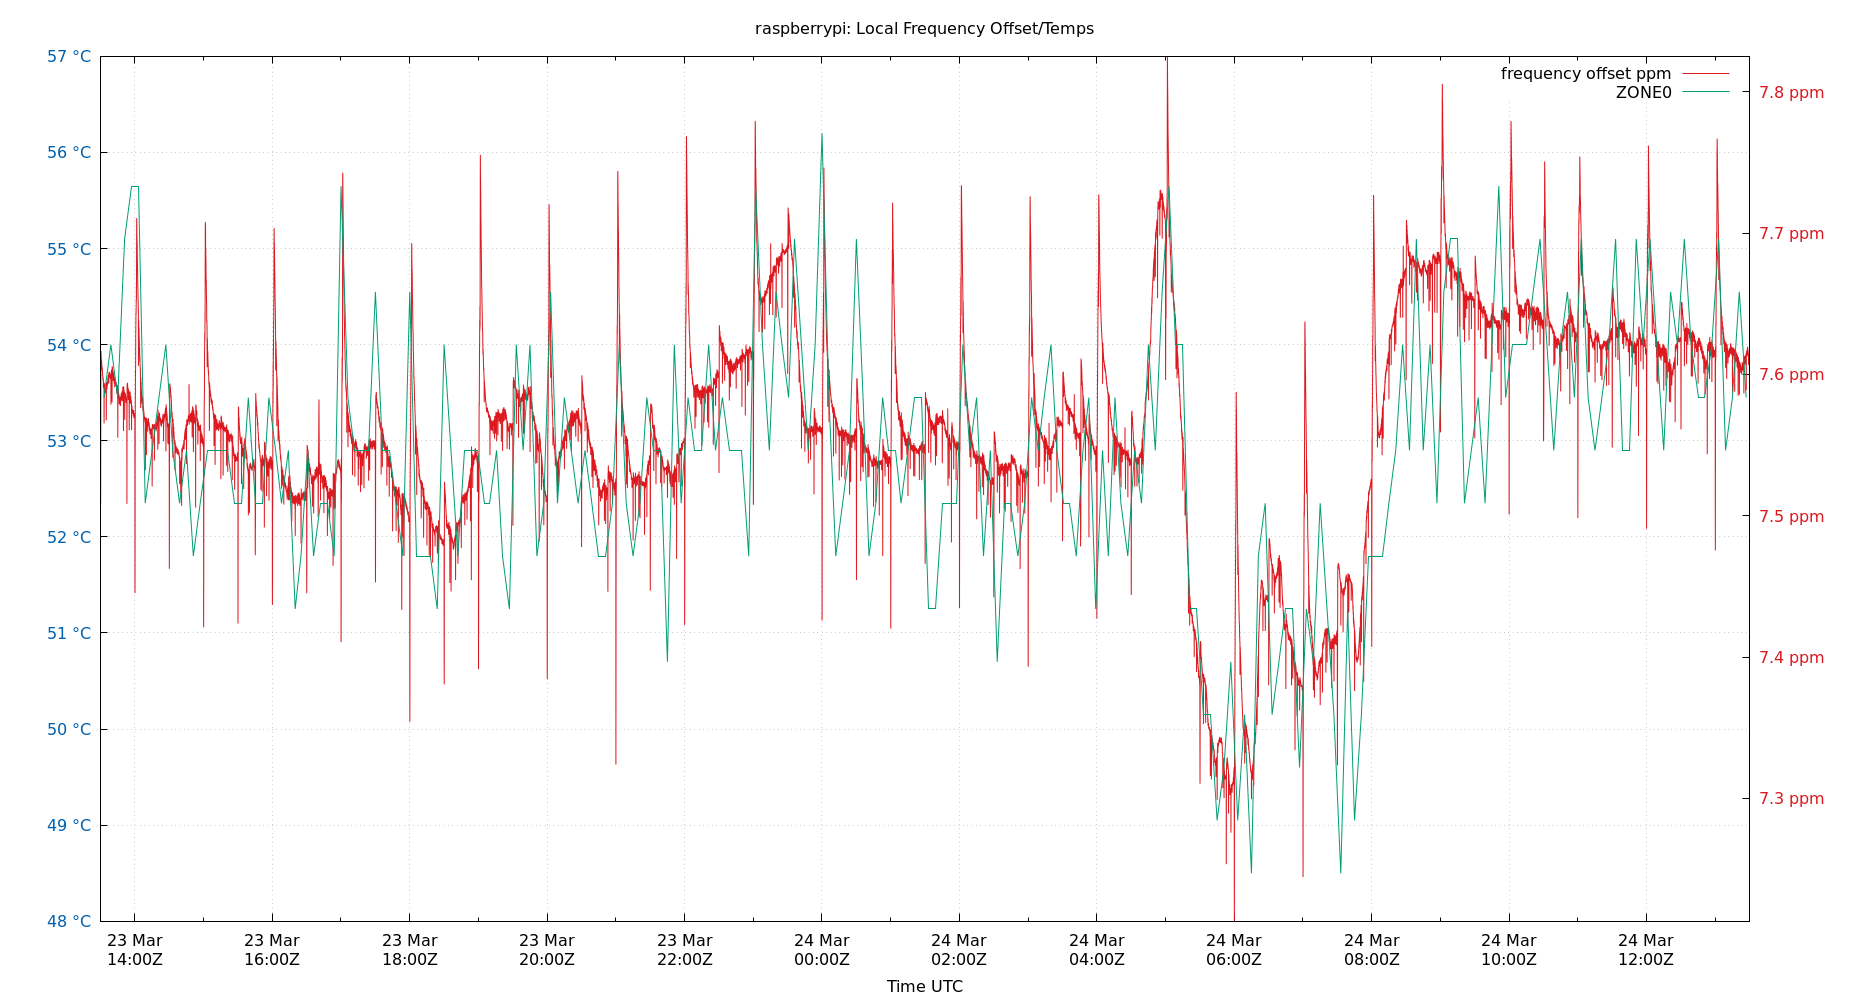 raspberrypi: Local Frequency Offset/Temps
frequency offset ppm
ZONE0
57 °C
56 °C
55 °C
54 °C
53 °C
52 °C
51 °C
50 °C
49 °C
48 °C
7.8 ppm
7.7 ppm
7.6 ppm
7.5 ppm
7.4 ppm
7.3 ppm
23 Mar
14:00Z
23 Mar
16:00Z
23 Mar
18:00Z
23 Mar
20:00Z
23 Mar
22:00Z
24 Mar
00:00Z
24 Mar
02:00Z
24 Mar
04:00Z
24 Mar
06:00Z
24 Mar
08:00Z
24 Mar
10:00Z
24 Mar
12:00Z
Time UTC